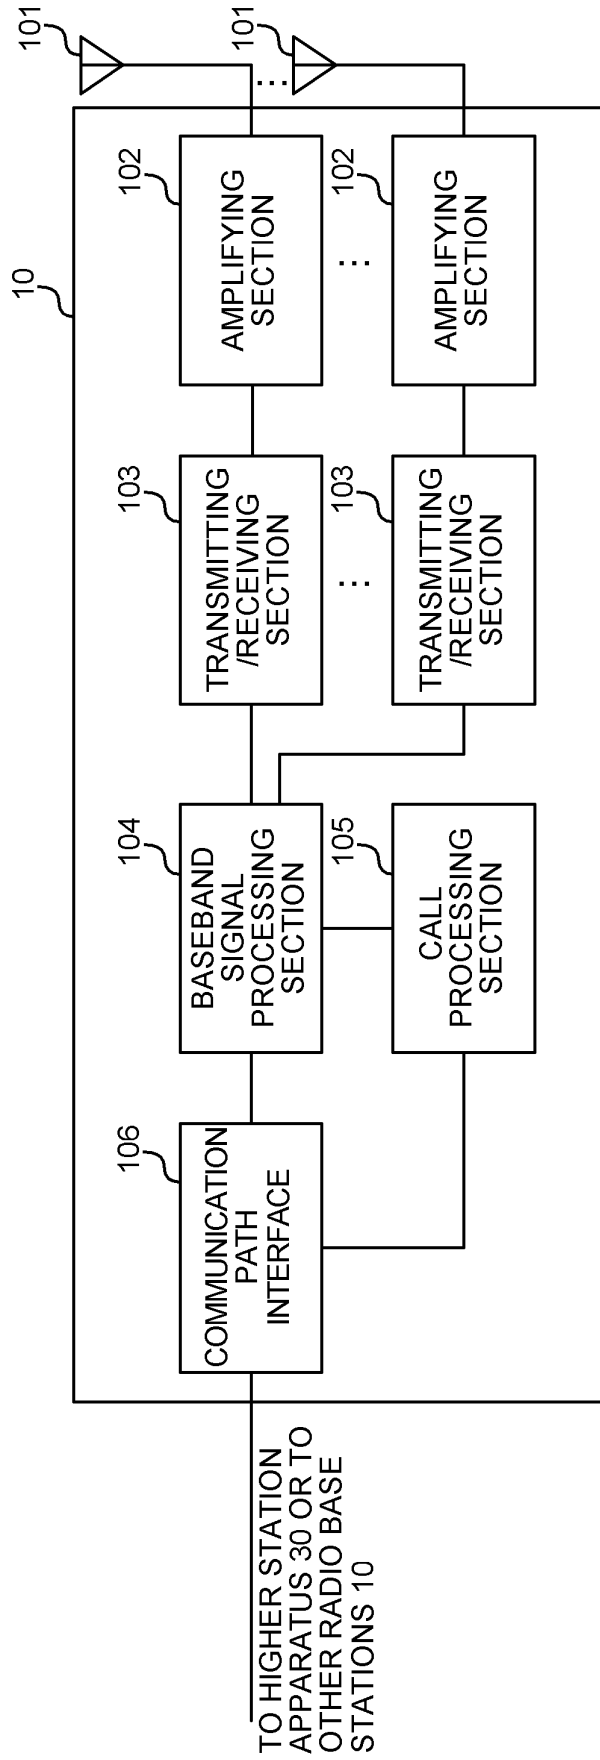 10
101
101
102
AMPLIFYING
SECTION
...
102
AMPLIFYING
SECTION
...
103
TRANSMITTING
/RECEIVING
SECTION
...
103
TRANSMITTING
/RECEIVING
SECTION
104
BASEBAND
SIGNAL
PROCESSING
SECTION
105
CALL
PROCESSING
SECTION
106
COMMUNICATION
PATH
INTERFACE
TO HIGHER STATION
APPARATUS 30 OR TO
OTHER RADIO BASE
STATIONS 10